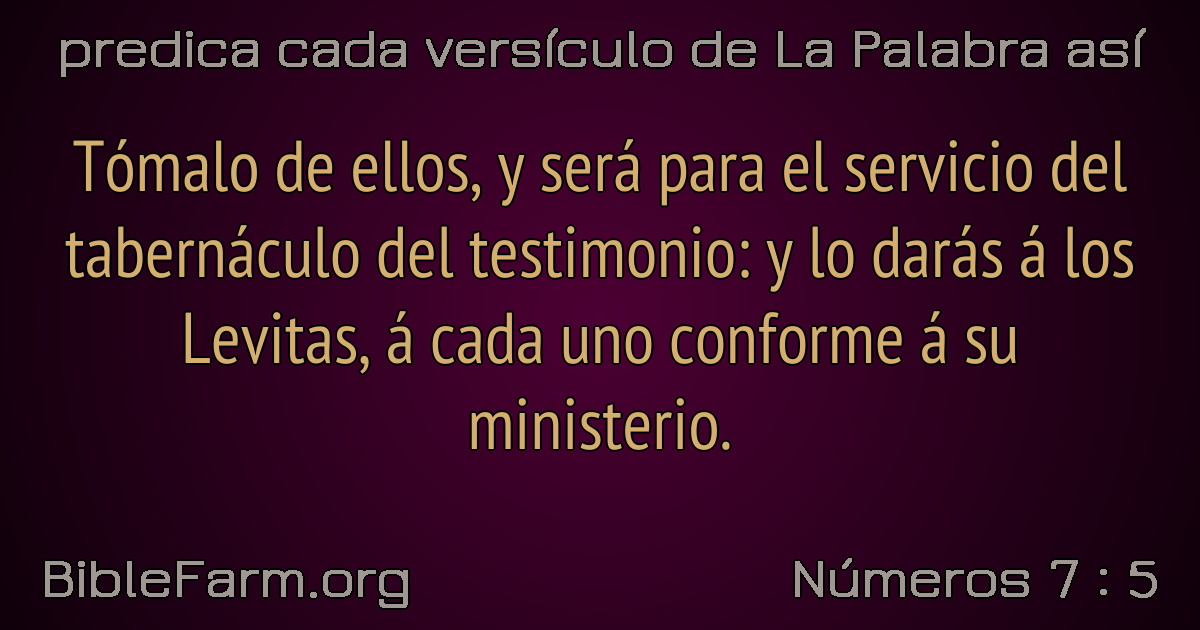 predica cada versículo de La Palabra así
Tómalo de ellos, y será para el servicio del
tabernáculo del testimonio: y lo darás á los
Levitas, á cada uno conforme á su
ministerio.
BibleFarm.org
Números 7 : 5